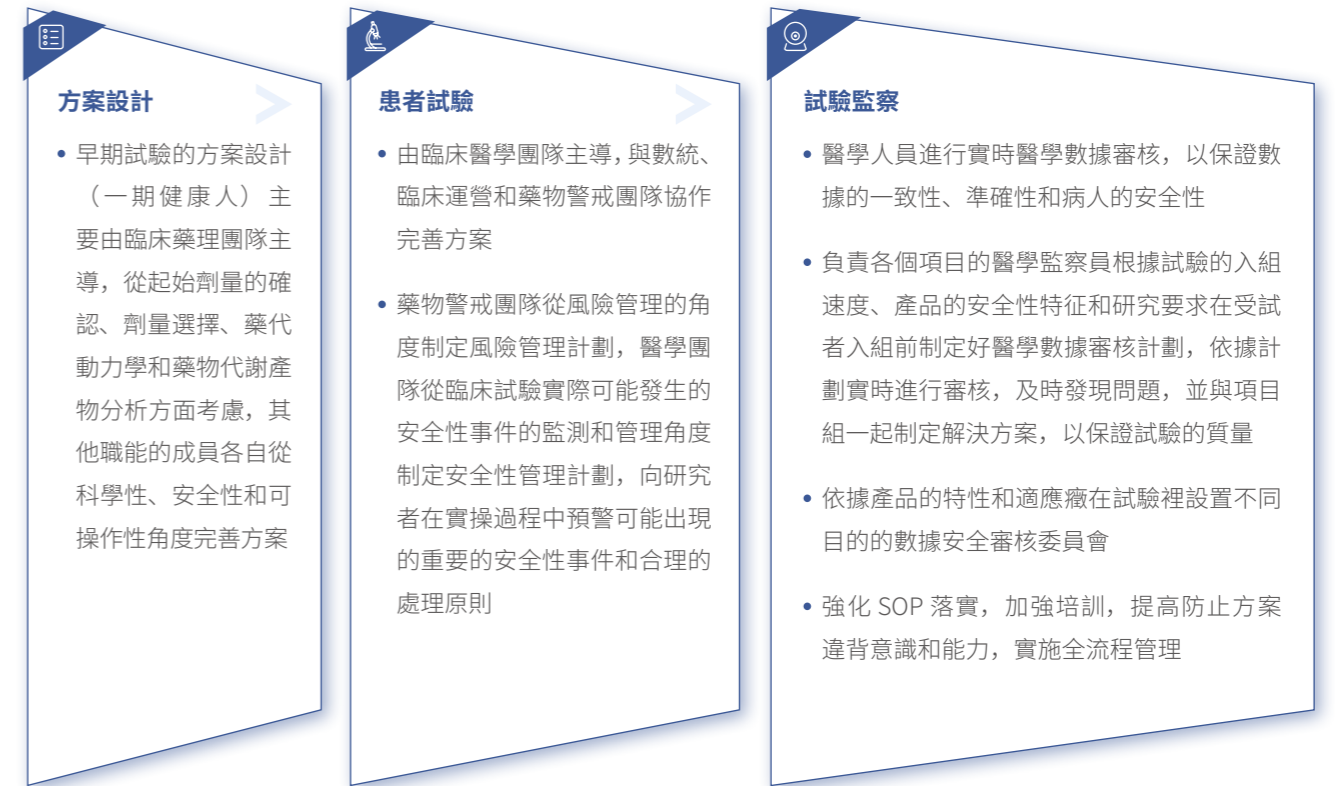 方案設計
• 早期試驗的方案設計
（一期健康人）主
要由臨床藥理團隊主
導，從起始劑量的確
認、劑量選擇、藥代
動力學和藥物代謝產
物分析方面考慮，其
他職能的成員各自從
科學性、安全性和可
操作性角度完善方案
患者試驗
• 由臨床醫學團隊主導，與數統、
臨床運營和藥物警戒團隊協作
完善方案
• 藥物警戒團隊從風險管理的角
度制定風險管理計劃，醫學團
隊從臨床試驗實際可能發生的
安全性事件的監測和管理角度
制定安全性管理計劃，向研究
者在實操過程中預警可能出現
的重要的安全性事件和合理的
處理原則
試驗監察
• 醫學人員進行實時醫學數據審核，以保證數
據的一致性、準確性和病人的安全性
• 負責各個項目的醫學監察員根據試驗的入組
速度、產品的安全性特征和研究要求在受試
者入組前制定好醫學數據審核計劃，依據計
劃實時進行審核，及時發現問題，並與項目
組一起制定解決方案，以保證試驗的質量
• 依據產品的特性和適應癥在試驗裡設置不同
目的的數據安全審核委員會
• 強化 SOP 落實，加強培訓，提高防止方案
違背意識和能力，實施全流程管理